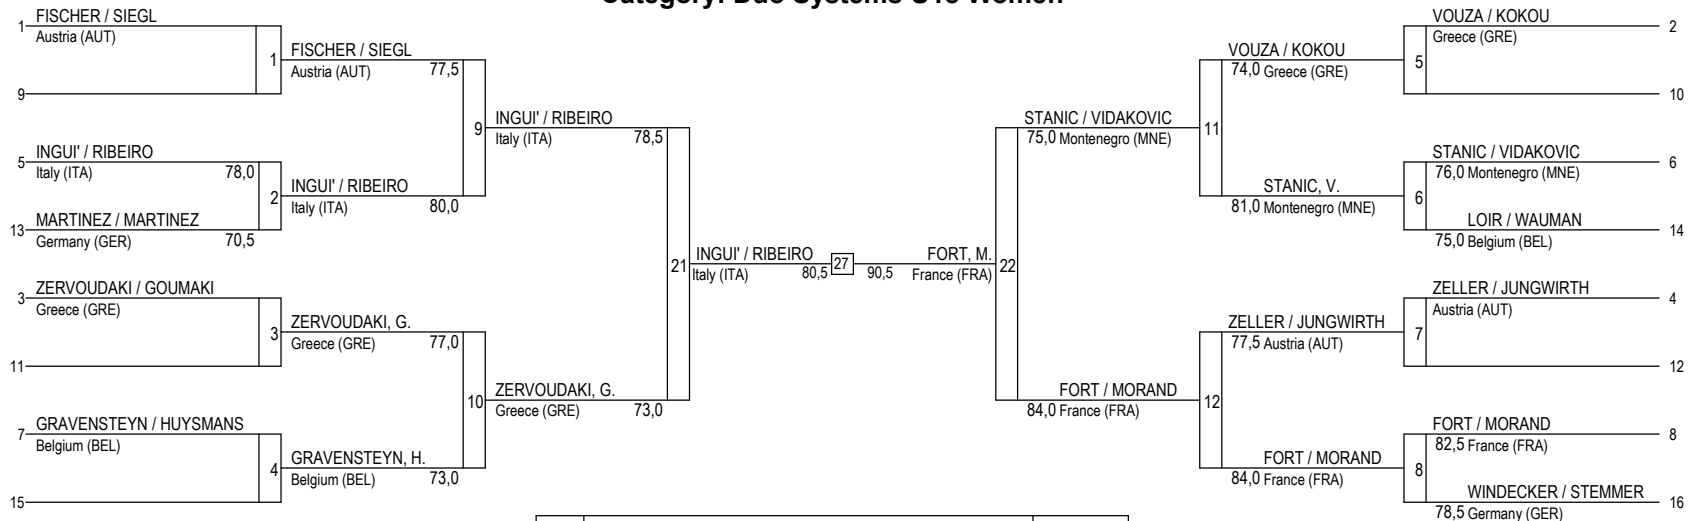 1 FISCHER / SIEGL
Austria (AUT)
9
1
FISCHER / SIEGL
Austria (AUT) 77,5
5 INGUI' / RIBEIRO
Italy (ITA) 78,0
13 MARTINEZ / MARTINEZ
Germany (GER) 70,5
2
INGUI' / RIBEIRO
Italy (ITA) 80,0
9
INGUI' / RIBEIRO
Italy (ITA) 78,5
3 ZERVOUDAKI / GOUMAKI
Greece (GRE)
11
3
ZERVOUDAKI, G.
Greece (GRE) 77,0
7 GRAVENSTEYN / HUYSMANS
Belgium (BEL)
15
4
GRAVENSTEYN, H.
Belgium (BEL) 73,0
10
ZERVOUDAKI, G.
Greece (GRE) 73,0
21
INGUI' / RIBEIRO
Italy (ITA) 80,5
27
FORT, M.
90,5 France (FRA)
22
STANIC / VIDAKOVIC
75,0 Montenegro (MNE)
11
VOUZA / KOKOU
74,0 Greece (GRE)
5
VOUZA / KOKOU 2
Greece (GRE)
10
STANIC, V.
81,0 Montenegro (MNE)
6
STANIC / VIDAKOVIC 6
76,0 Montenegro (MNE)
LOIR / WAUMAN 14
75,0 Belgium (BEL)
FORT / MORAND
84,0 France (FRA)
12
ZELLER / JUNGWIRTH
77,5 Austria (AUT)
7
ZELLER / JUNGWIRTH 4
Austria (AUT)
12
FORT / MORAND
84,0 France (FRA)
8
FORT / MORAND 8
82,5 France (FRA)
WINDECKER / STEMMER 16
78,5 Germany (GER)